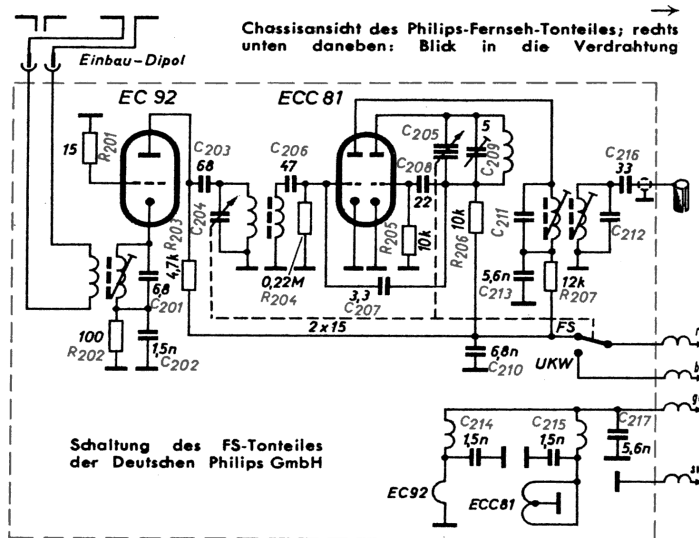 Chassisansicht des Philips-Fernseh-Tonteiles; rechts
unten daneben: Blick in die Verdrahtung
Einbau-Dipol
EC 92
ECC 81
15
R201
C203
68
C204
C206
47
C205
5
C209
C208
22
C216
33
R203
4,7k
0,22M
R204
R205
10k
10k
R206
C211
C212
6,8
C201
3,3
C207
5,6n
C213
12k
R207
100
R202
1,5n
C202
2x15
FS
UKW
6,8n
C210
Schaltung des FS-Tonteiles
der Deutschen Philips GmbH
C214
1,5n
C215
1,5n
C217
5,6n
EC92
ECC81